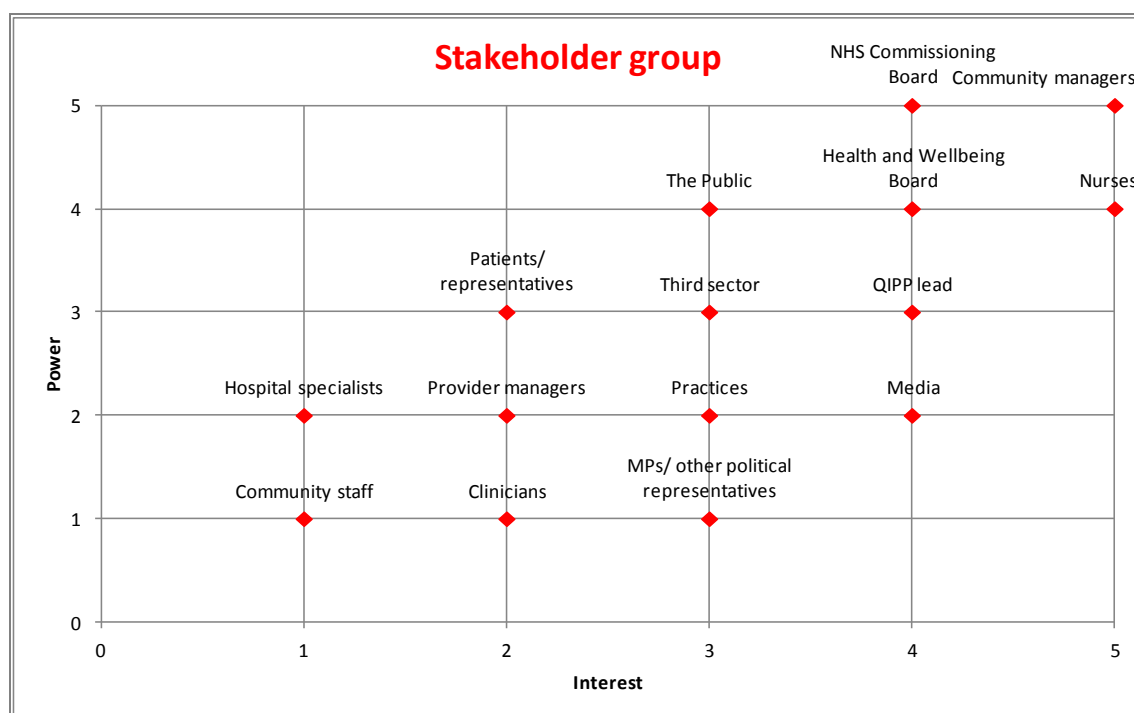 Stakeholder group
NHS Commissioning
Board
Community managers
5
Health and Wellbeing
Board
The Public
Nurses
4
Patients/
representatives
Third sector
QIPP lead
3
Hospital specialists
Provider managers
Practices
Media
2
MPs/ other political
representatives
Community staff
Clinicians
1
0
Power
0 1 2 3 4 5
Interest